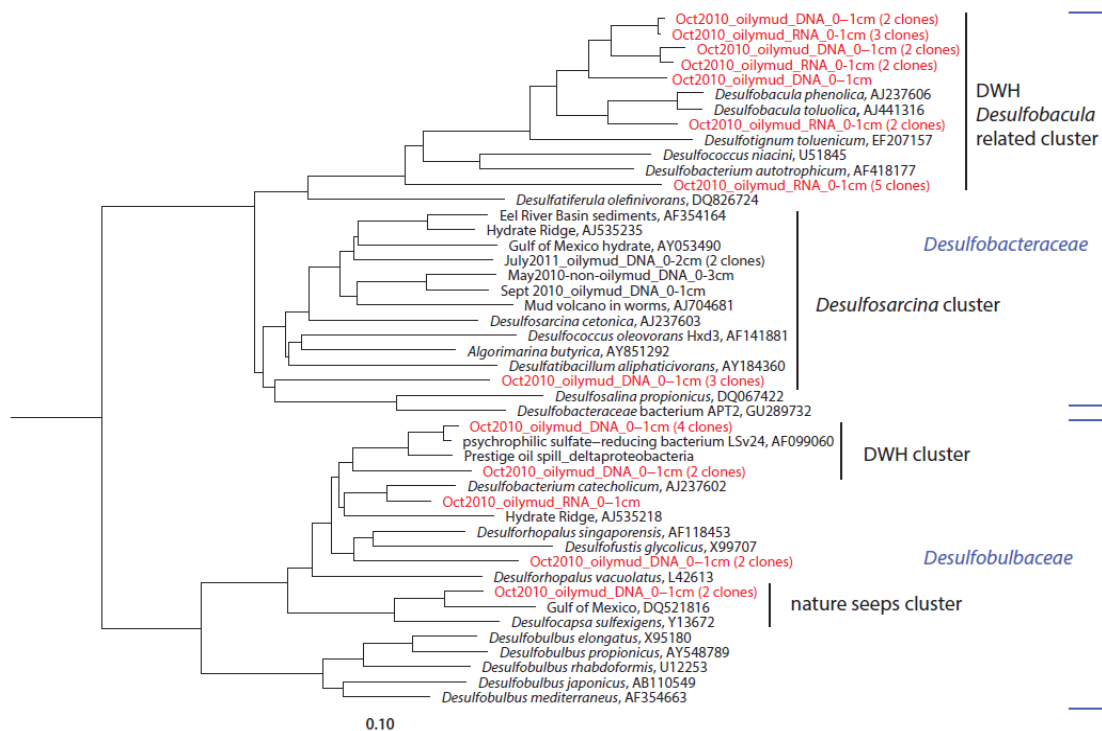 Oct2010_oilymud_DNA_0–1cm (2 clones)
Oct2010_oilymud_RNA_0-1cm (3 clones)
Oct2010_oilymud_DNA_0–1cm (2 clones)
Oct2010_oilymud_RNA_0-1cm (2 clones)
Oct2010_oilymud_DNA_0–1cm
Desulfobacula phenolica, AJ237606
Desulfobacula toluolica, AJ441316
Oct2010_oilymud_RNA_0-1cm (2 clones)
Desulfotignum toluenicum, EF207157
Desulfococcus niacini, U51845
Desulfobacterium autotrophicum, AF418177
Oct2010_oilymud_RNA_0-1cm (5 clones)
DWH
Desulfobacula
related cluster
Desulfatiferula olefinivorans, DQ826724
Eel River Basin sediments, AF354164
Hydrate Ridge, AJ535235
Gulf of Mexico hydrate, AY053490
July2011_oilymud_DNA_0-2cm (2 clones)
May2010-non-oilymud_DNA_0-3cm
Sept 2010_oilymud_DNA_0-1cm
Mud volcano in worms, AJ704681
Desulfosarcina cetonica, AJ237603
Desulfococcus oleovorans Hxd3, AF141881
Algorimarina butyrica, AY851292
Desulfatibacillum aliphaticivorans, AY184360
Oct2010_oilymud_DNA_0–1cm (3 clones)
Desulfosarcina cluster
Desulfobacteraceae
Desulfosalina propionicus, DQ067422
Desulfobacteraceae bacterium APT2, GU289732
Oct2010_oilymud_DNA_0–1cm (4 clones)
psychrophilic sulfate–reducing bacterium LSv24, AF099060
Prestige oil spill_deltaproteobacteria
Oct2010_oilymud_DNA_0–1cm (2 clones)
DWH cluster
Desulfobacterium catecholicum, AJ237602
Oct2010_oilymud_RNA_0–1cm
Hydrate Ridge, AJ535218
Desulforhopalus singaporensis, AF118453
Desulfofustis glycolicus, X99707
Oct2010_oilymud_DNA_0–1cm (2 clones)
Desulfobulbaceae
Desulforhopalus vacuolatus, L42613
Oct2010_oilymud_DNA_0–1cm (2 clones)
Gulf of Mexico, DQ521816
Desulfocapsa sulfexigens, Y13672
nature seeps cluster
Desulfobulbus elongatus, X95180
Desulfobulbus propionicus, AY548789
Desulfobulbus rhabdoformis, U12253
Desulfobulbus japonicus, AB110549
Desulfobulbus mediterraneus, AF354663
0.10